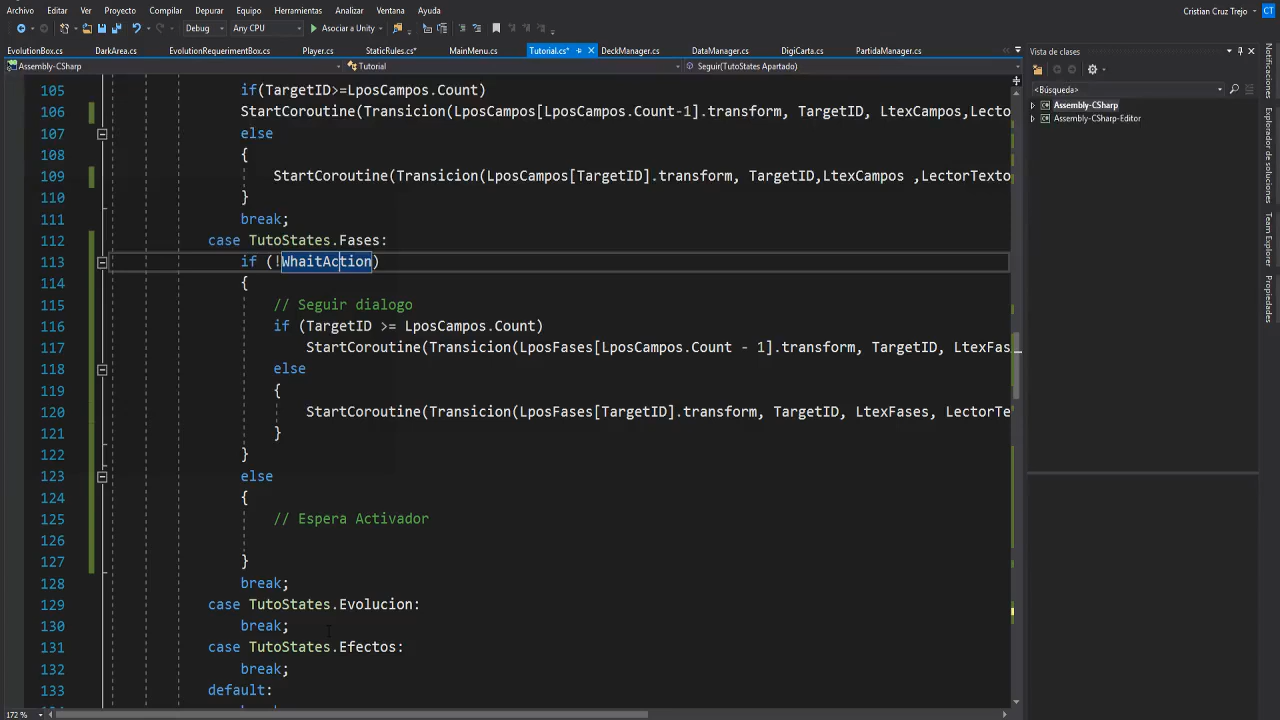 Archivo Editar Ver Proyecto Compilar Depurar Equipo Herramientas Analizar Ventana Ayuda Cristian Cruz Trejo CT
Debug Any CPU Asociar a Unity
EvolutionBox.cs DarkArea.cs EvolutionRequerimentBox.cs Player.cs StaticRules.cs* MainMenu.cs Tutorial.cs* DeckManager.cs DataManager.cs DigiCarta.cs PartidaManager.cs Vista de clases
Assembly-CSharp Tutorial Seguir(TutoStates Apartado)
<Búsqueda>
Assembly-CSharp
Assembly-CSharp-Editor
Notificaciones
Explorador de soluciones
Team Explorer
Propiedades
105 if(TargetID>=LposCampos.Count)
106 StartCoroutine(Transicion(LposCampos[LposCampos.Count-1].transform, TargetID, LtexCampos,Lecto
107 else
108 {
109 StartCoroutine(Transicion(LposCampos[TargetID].transform, TargetID,LtexCampos ,LectorTexto
110 }
111 break;
112 case TutoStates.Fases:
113 if (!WhaitAction)
114 {
115 // Seguir dialogo
116 if (TargetID >= LposCampos.Count)
117 StartCoroutine(Transicion(LposFases[LposCampos.Count - 1].transform, TargetID, LtexFas
118 else
119 {
120 StartCoroutine(Transicion(LposFases[TargetID].transform, TargetID, LtexFases, LectorTe
121 }
122 }
123 else
124 {
125 // Espera Activador
126
127 }
128 break;
129 case TutoStates.Evolucion:
130 break;
131 case TutoStates.Efectos:
132 break;
133 default:
172 %